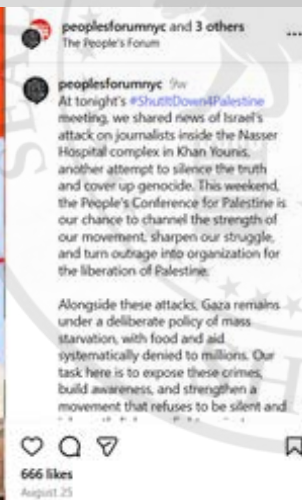 peoplesforumnyc and 3 others
The People's Forum
peoplesforumnyc 9w
At tonight's #ShutItDown4Palestine
meeting, we shared news of Israel's
attack on journalists inside the Nasser
Hospital complex in Khan Younis,
another attempt to silence the truth
and cover up genocide. This weekend,
the People's Conference for Palestine is
our chance to channel the strength of
our movement, sharpen our struggle,
and turn outrage into organization for
the liberation of Palestine.
Alongside these attacks, Gaza remains
under a deliberate policy of mass
starvation, with food and aid
systematically denied to millions. Our
task here is to expose these crimes,
build awareness, and strengthen a
movement that refuses to be silent and
666 likes
August 25